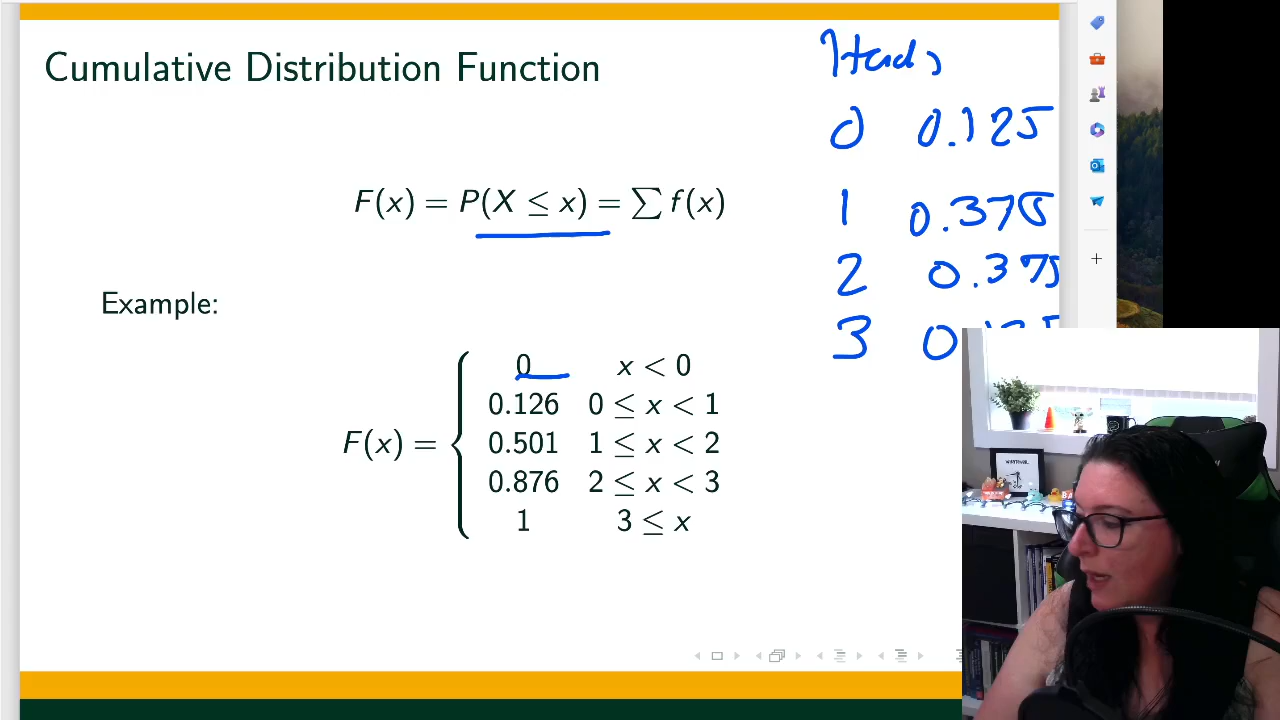 Cumulative Distribution Function
F(x) = P(X ≤ x) = ∑ f(x)
Example:
F(x) = {
0 x < 0
0.126 0 ≤ x < 1
0.501 1 ≤ x < 2
0.876 2 ≤ x < 3
1 3 ≤ x
Heads
0 0.125
1 0.375
2 0.375
3